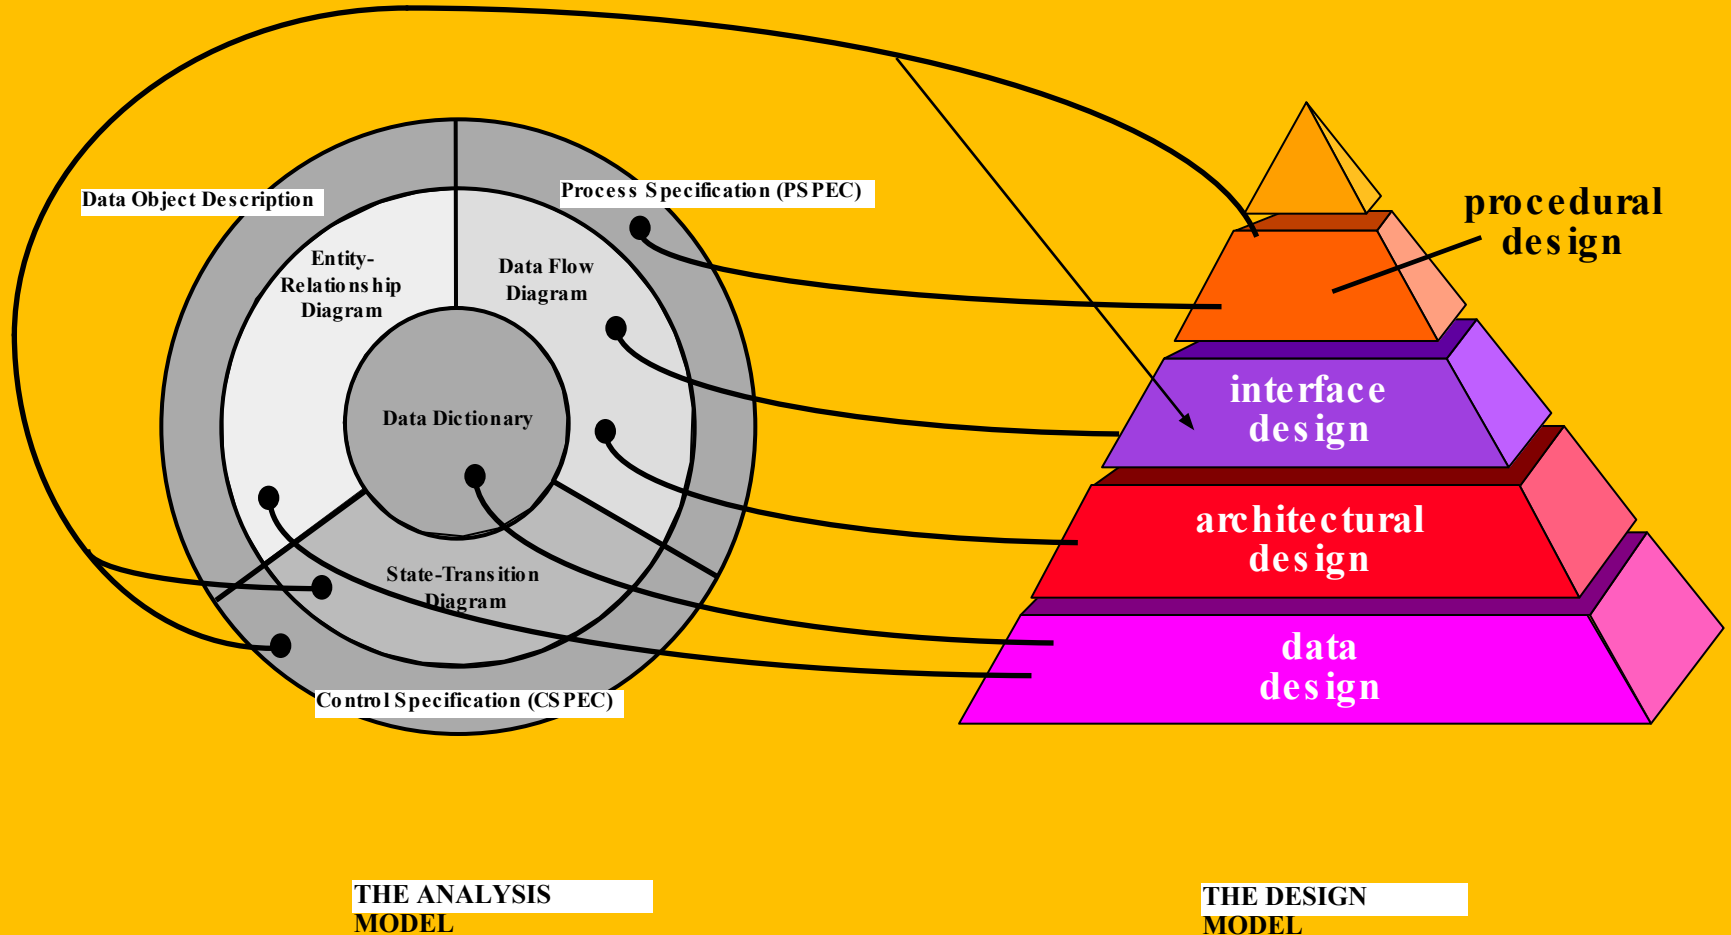 Data Object Description
Process Specification (PSPEC)
Entity-
Relationship
Diagram
Data Flow
Diagram
Data Dictionary
State-Transition
Diagram
Control Specification (CSPEC)
procedural
design
interface
design
architectural
design
data
design
THE ANALYSIS
MODEL
THE DESIGN
MODEL